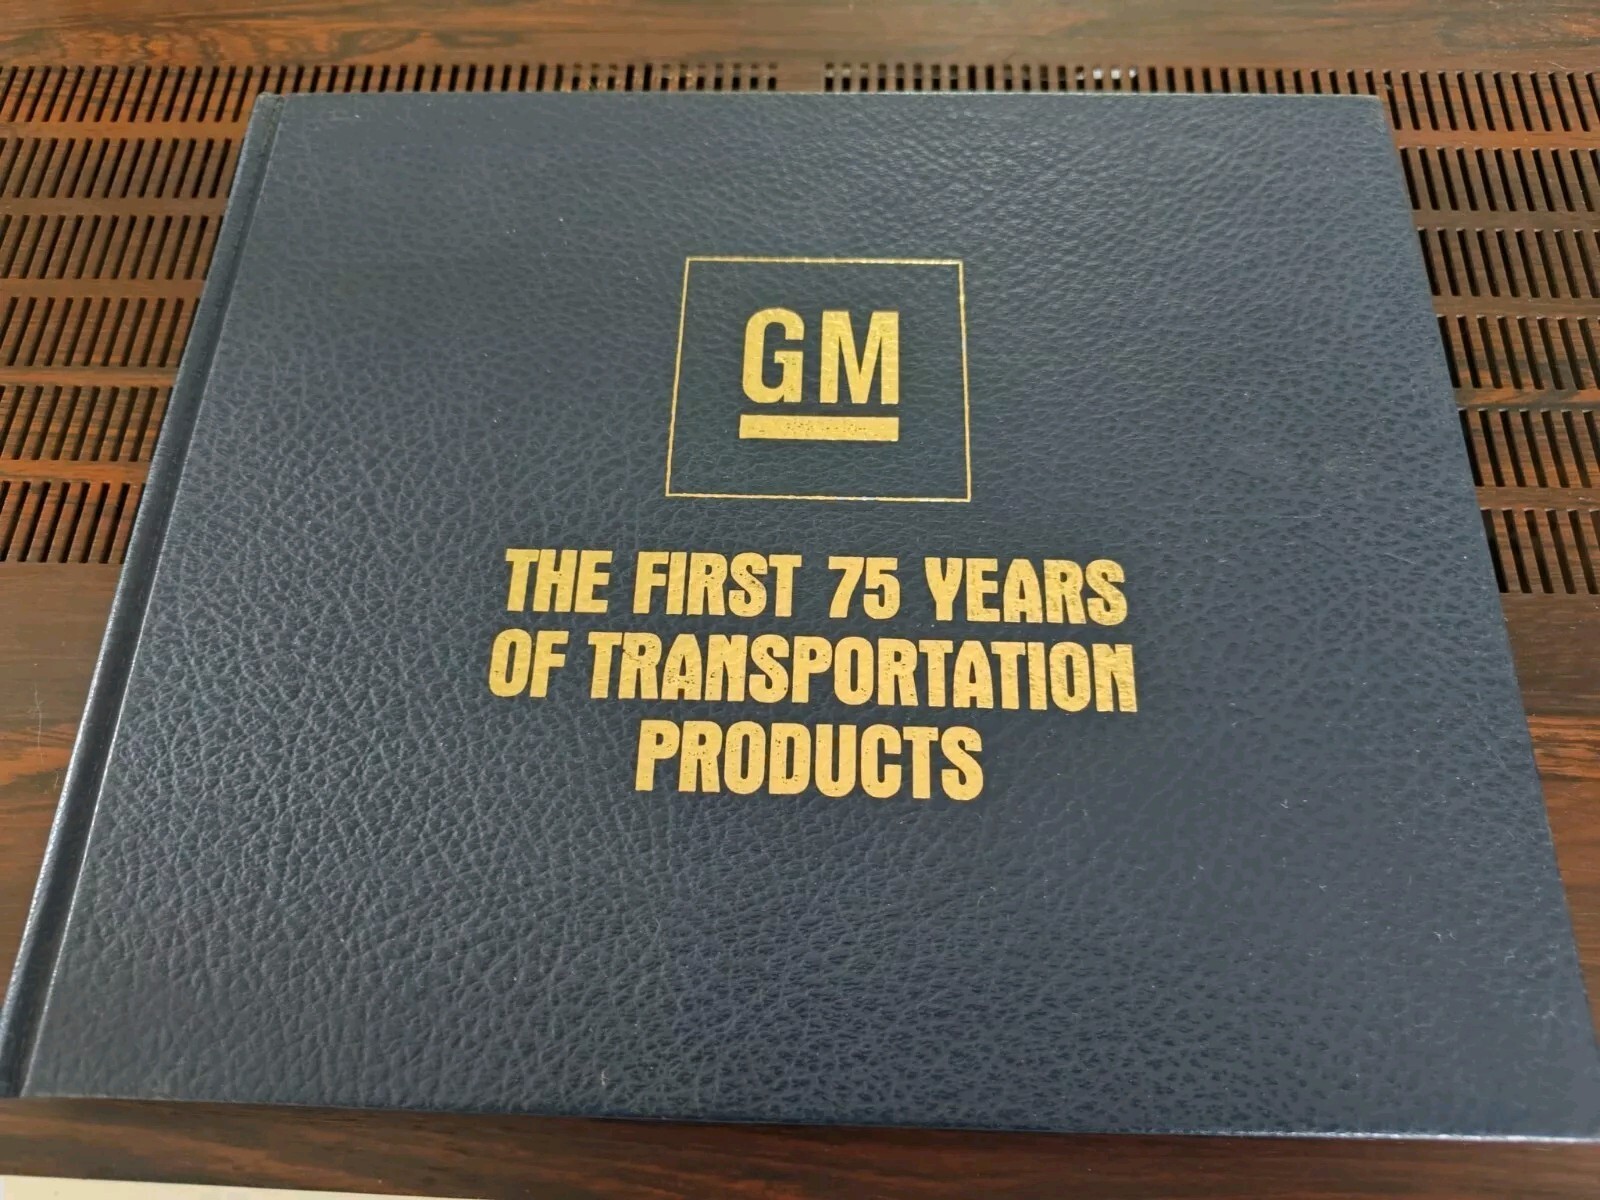 GM
THE FIRST 75 YEARS
OF TRANSPORTATION
PRODUCTS